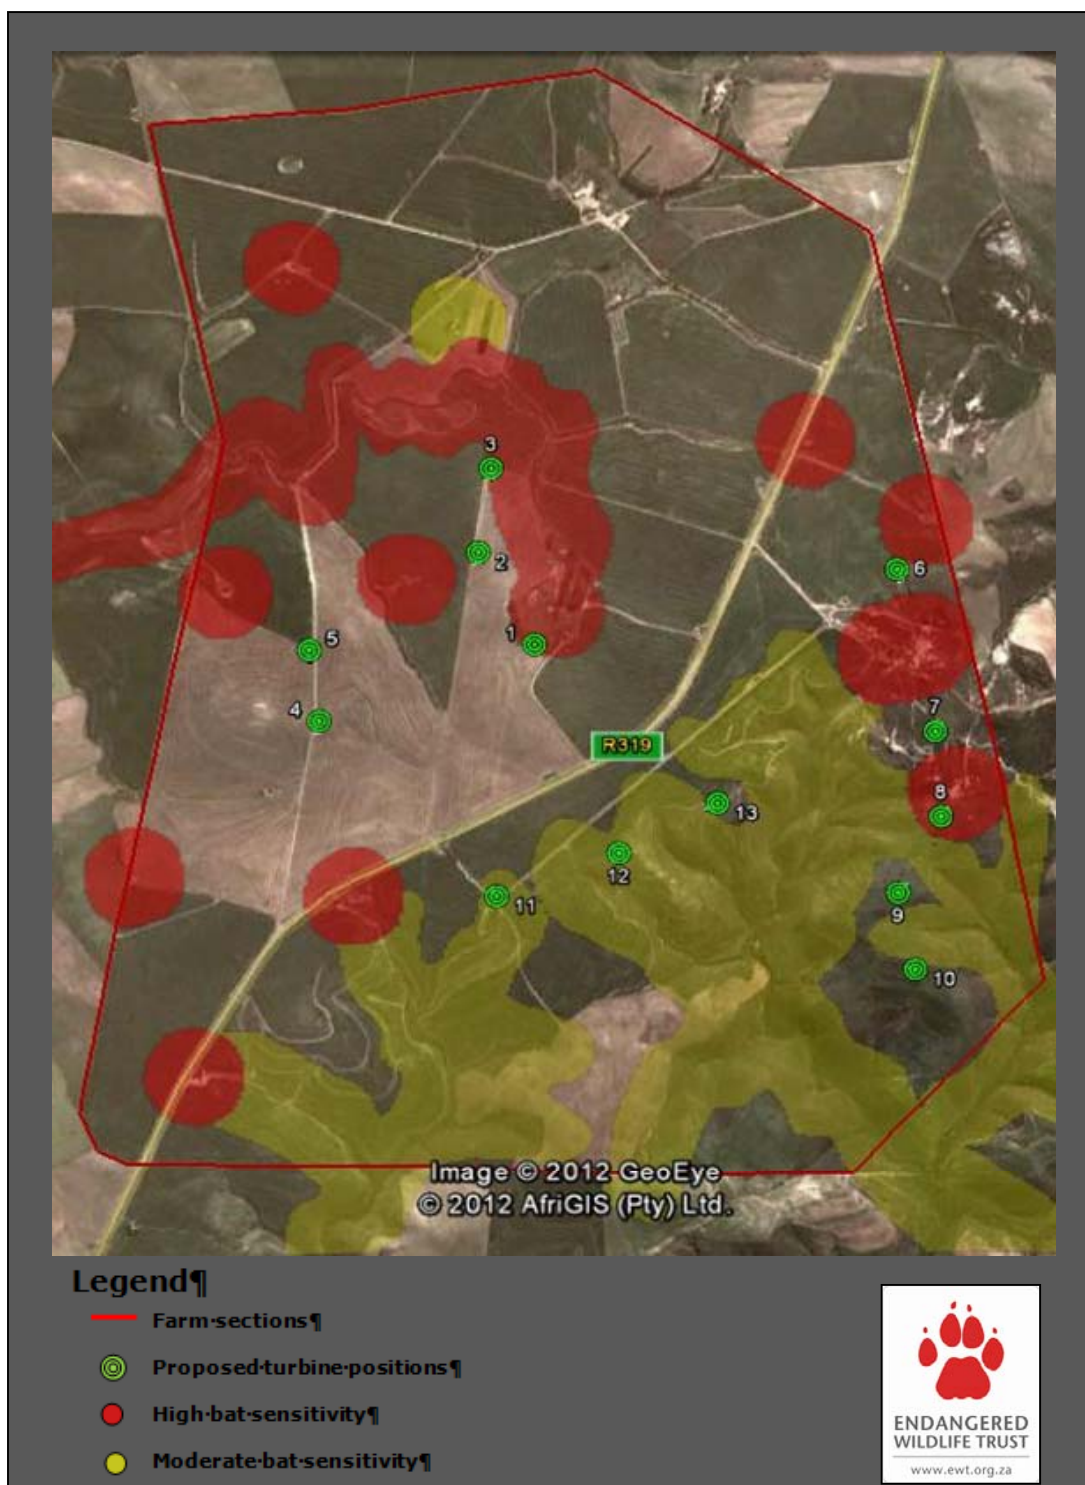 3
2
6
1
5
7
4
R319
8
13
12
9
11
10
Image © 2012 GeoEye
© 2012 AfriGIS (Pty) Ltd.
Legend¶
Farm·sections¶
Proposed·turbine·positions¶
High·bat·sensitivity¶
Moderate·bat·sensitivity¶
ENDANGERED
WILDLIFE TRUST
www.ewt.org.za